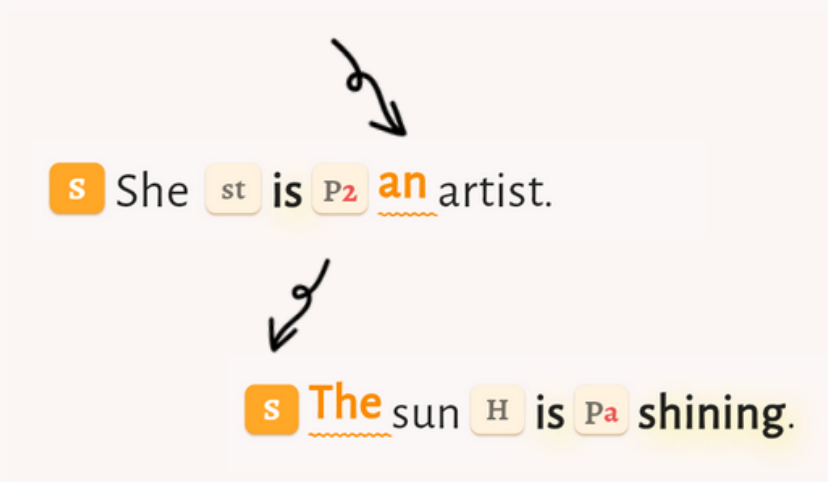 S She st is P2 an artist.
S The sun H is Pa shining.